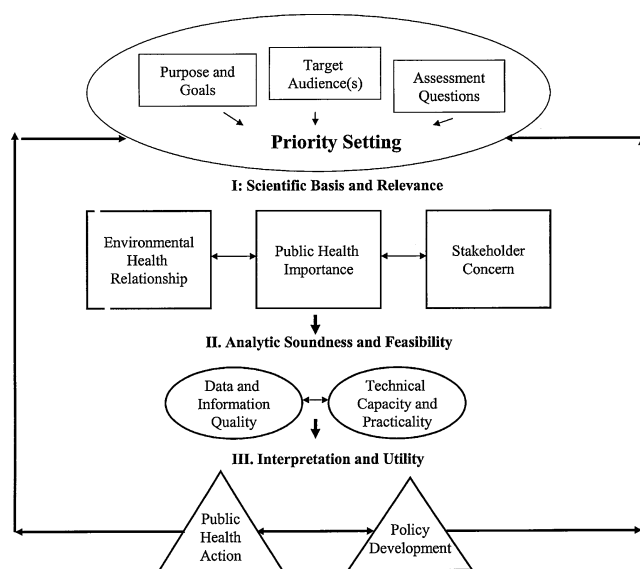 Purpose and
Goals
Target
Audience(s)
Assessment
Questions
Priority Setting
I: Scientific Basis and Relevance
Environmental
Health
Relationship
Public Health
Importance
Stakeholder
Concern
II. Analytic Soundness and Feasibility
Data and
Information
Quality
Technical
Capacity and
Practicality
III. Interpretation and Utility
Public
Health
Action
Policy
Development